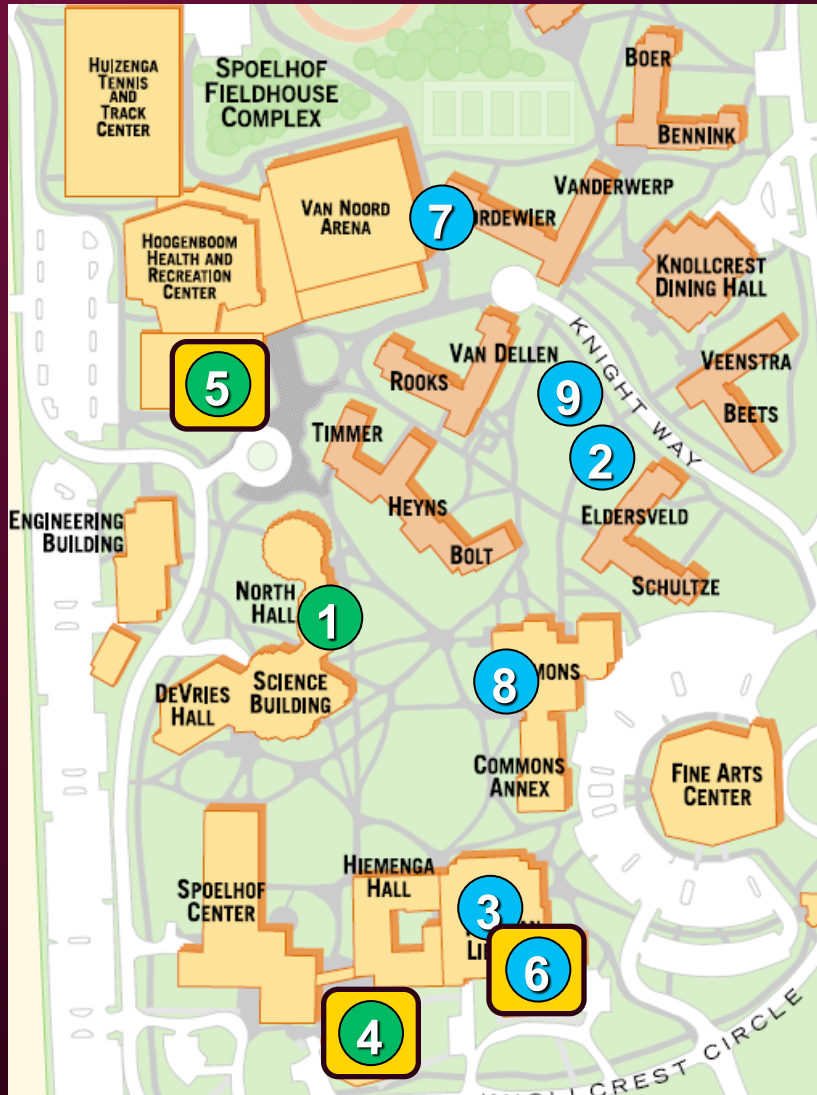 HUIZENGA
TENNIS
AND
TRACK
CENTER
SPOELHOF
FIELDHOUSE
COMPLEX
BOER
BENNINK
VAN NOORD
ARENA
7
ORDEWIER
VANDERWERP
HOOGENBOOM
HEALTH AND
RECREATION
CENTER
KNOLLCREST
DINING HALL
KNIGHT WAY
VAN DELLEN
ROOKS
VEENSTRA
BEETS
5
9
2
TIMMER
HEYNS
BOLT
ELDERSVELD
SCHULTZE
ENGINEERING
BUILDING
NORTH
HALL
1
DEVRIES
HALL
SCIENCE
BUILDING
8
MONS
COMMONS
ANNEX
FINE ARTS
CENTER
HIEMENGA
HALL
SPOELHOF
CENTER
3
6
4
KNOLLCREST CIRCLE